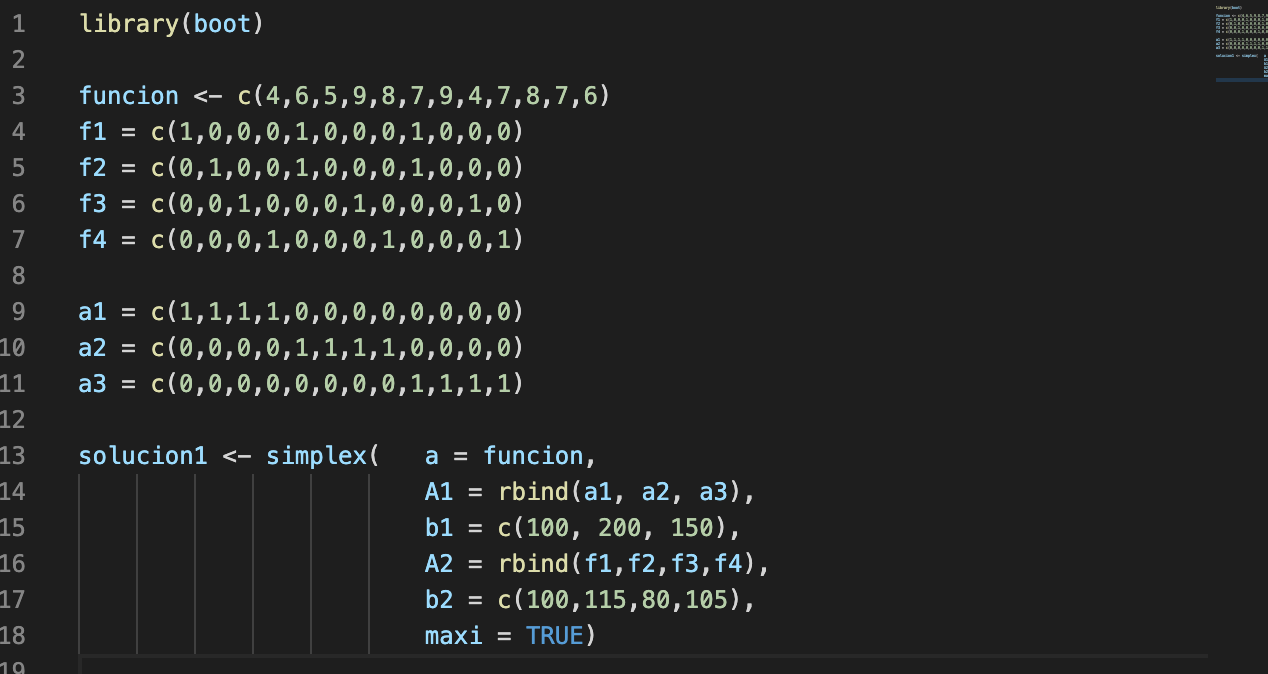 1 library(boot)
2
3 funcion <- c(4,6,5,9,8,7,9,4,7,8,7,6)
4 f1 = c(1,0,0,0,1,0,0,0,1,0,0,0)
5 f2 = c(0,1,0,0,1,0,0,0,1,0,0,0)
6 f3 = c(0,0,1,0,0,0,1,0,0,0,1,0)
7 f4 = c(0,0,0,1,0,0,0,1,0,0,0,1)
8
9 a1 = c(1,1,1,1,0,0,0,0,0,0,0,0)
10 a2 = c(0,0,0,0,1,1,1,1,0,0,0,0)
11 a3 = c(0,0,0,0,0,0,0,0,1,1,1,1)
12
13 solucion1 <- simplex( a = funcion,
14 A1 = rbind(a1, a2, a3),
15 b1 = c(100, 200, 150),
16 A2 = rbind(f1,f2,f3,f4),
17 b2 = c(100,115,80,105),
18 maxi = TRUE)
19